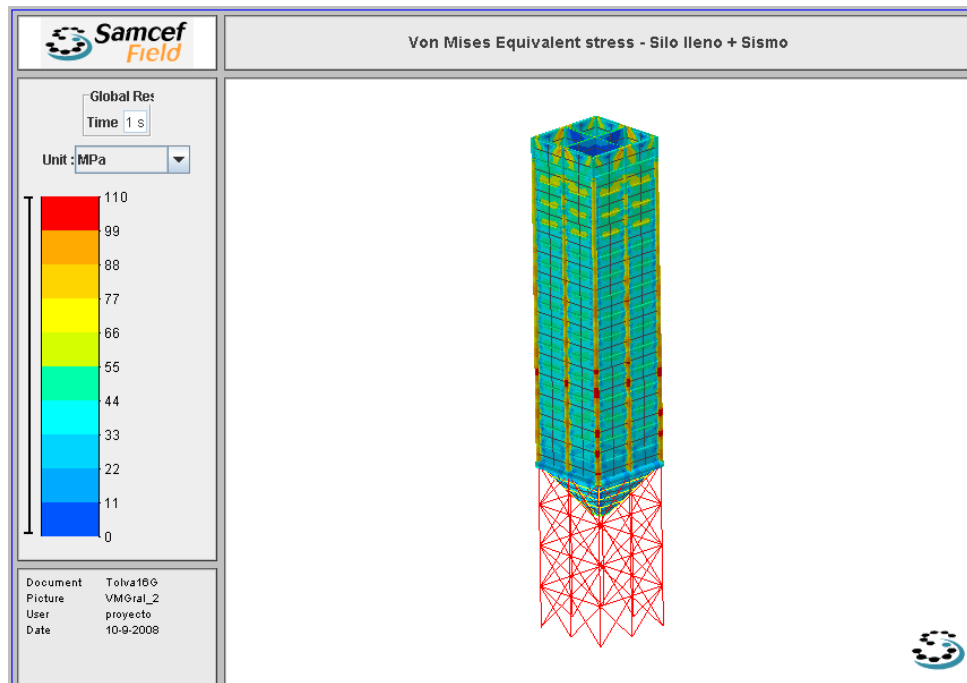 Samcef
Field
Von Mises Equivalent stress - Silo lleno + Sismo
Global Res
Time 1 s
Unit : MPa
110
99
88
77
66
55
44
33
22
11
0
Document Tolva16G
Picture VMGral_2
User proyecto
Date 10-9-2008